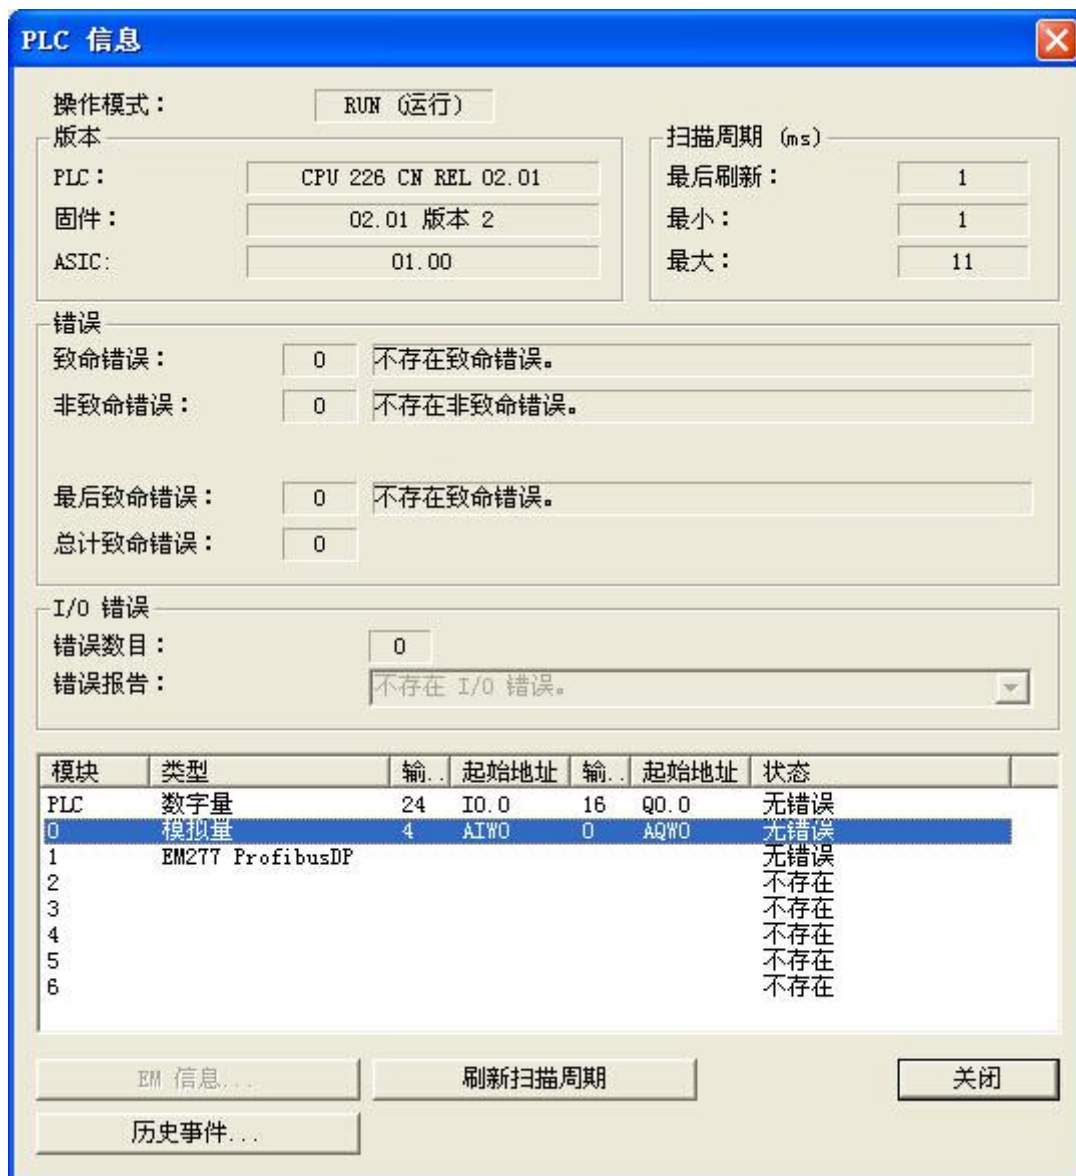 PLC 信息
操作模式： RUN (运行)
版本
PLC： CPU 226 CN REL 02.01
固件： 02.01 版本 2
ASIC: 01.00
扫描周期 (ms)
最后刷新： 1
最小： 1
最大： 11
错误
致命错误： 0 不存在致命错误。
非致命错误： 0 不存在非致命错误。
最后致命错误： 0 不存在致命错误。
总计致命错误： 0
I/O 错误
错误数目： 0
错误报告： 不存在 I/O 错误。
模块 类型 输.. 起始地址 输.. 起始地址 状态
PLC 数字量 24 I0.0 16 Q0.0 无错误
0 模拟量 4 AIW0 0 AQW0 无错误
1 EM277 ProfibusDP 无错误
2 不存在
3 不存在
4 不存在
5 不存在
6 不存在
EM 信息... 刷新扫描周期 关闭
历史事件...